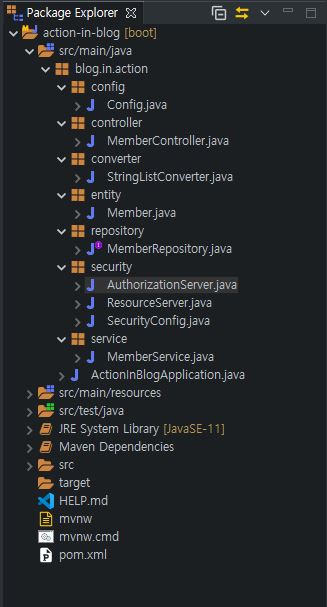 Package Explorer
action-in-blog [boot]
src/main/java
blog.in.action
config
Config.java
controller
MemberController.java
converter
StringListConverter.java
entity
Member.java
repository
MemberRepository.java
security
AuthorizationServer.java
ResourceServer.java
SecurityConfig.java
service
MemberService.java
ActionInBlogApplication.java
src/main/resources
src/test/java
JRE System Library [JavaSE-11]
Maven Dependencies
src
target
HELP.md
mvnw
mvnw.cmd
pom.xml